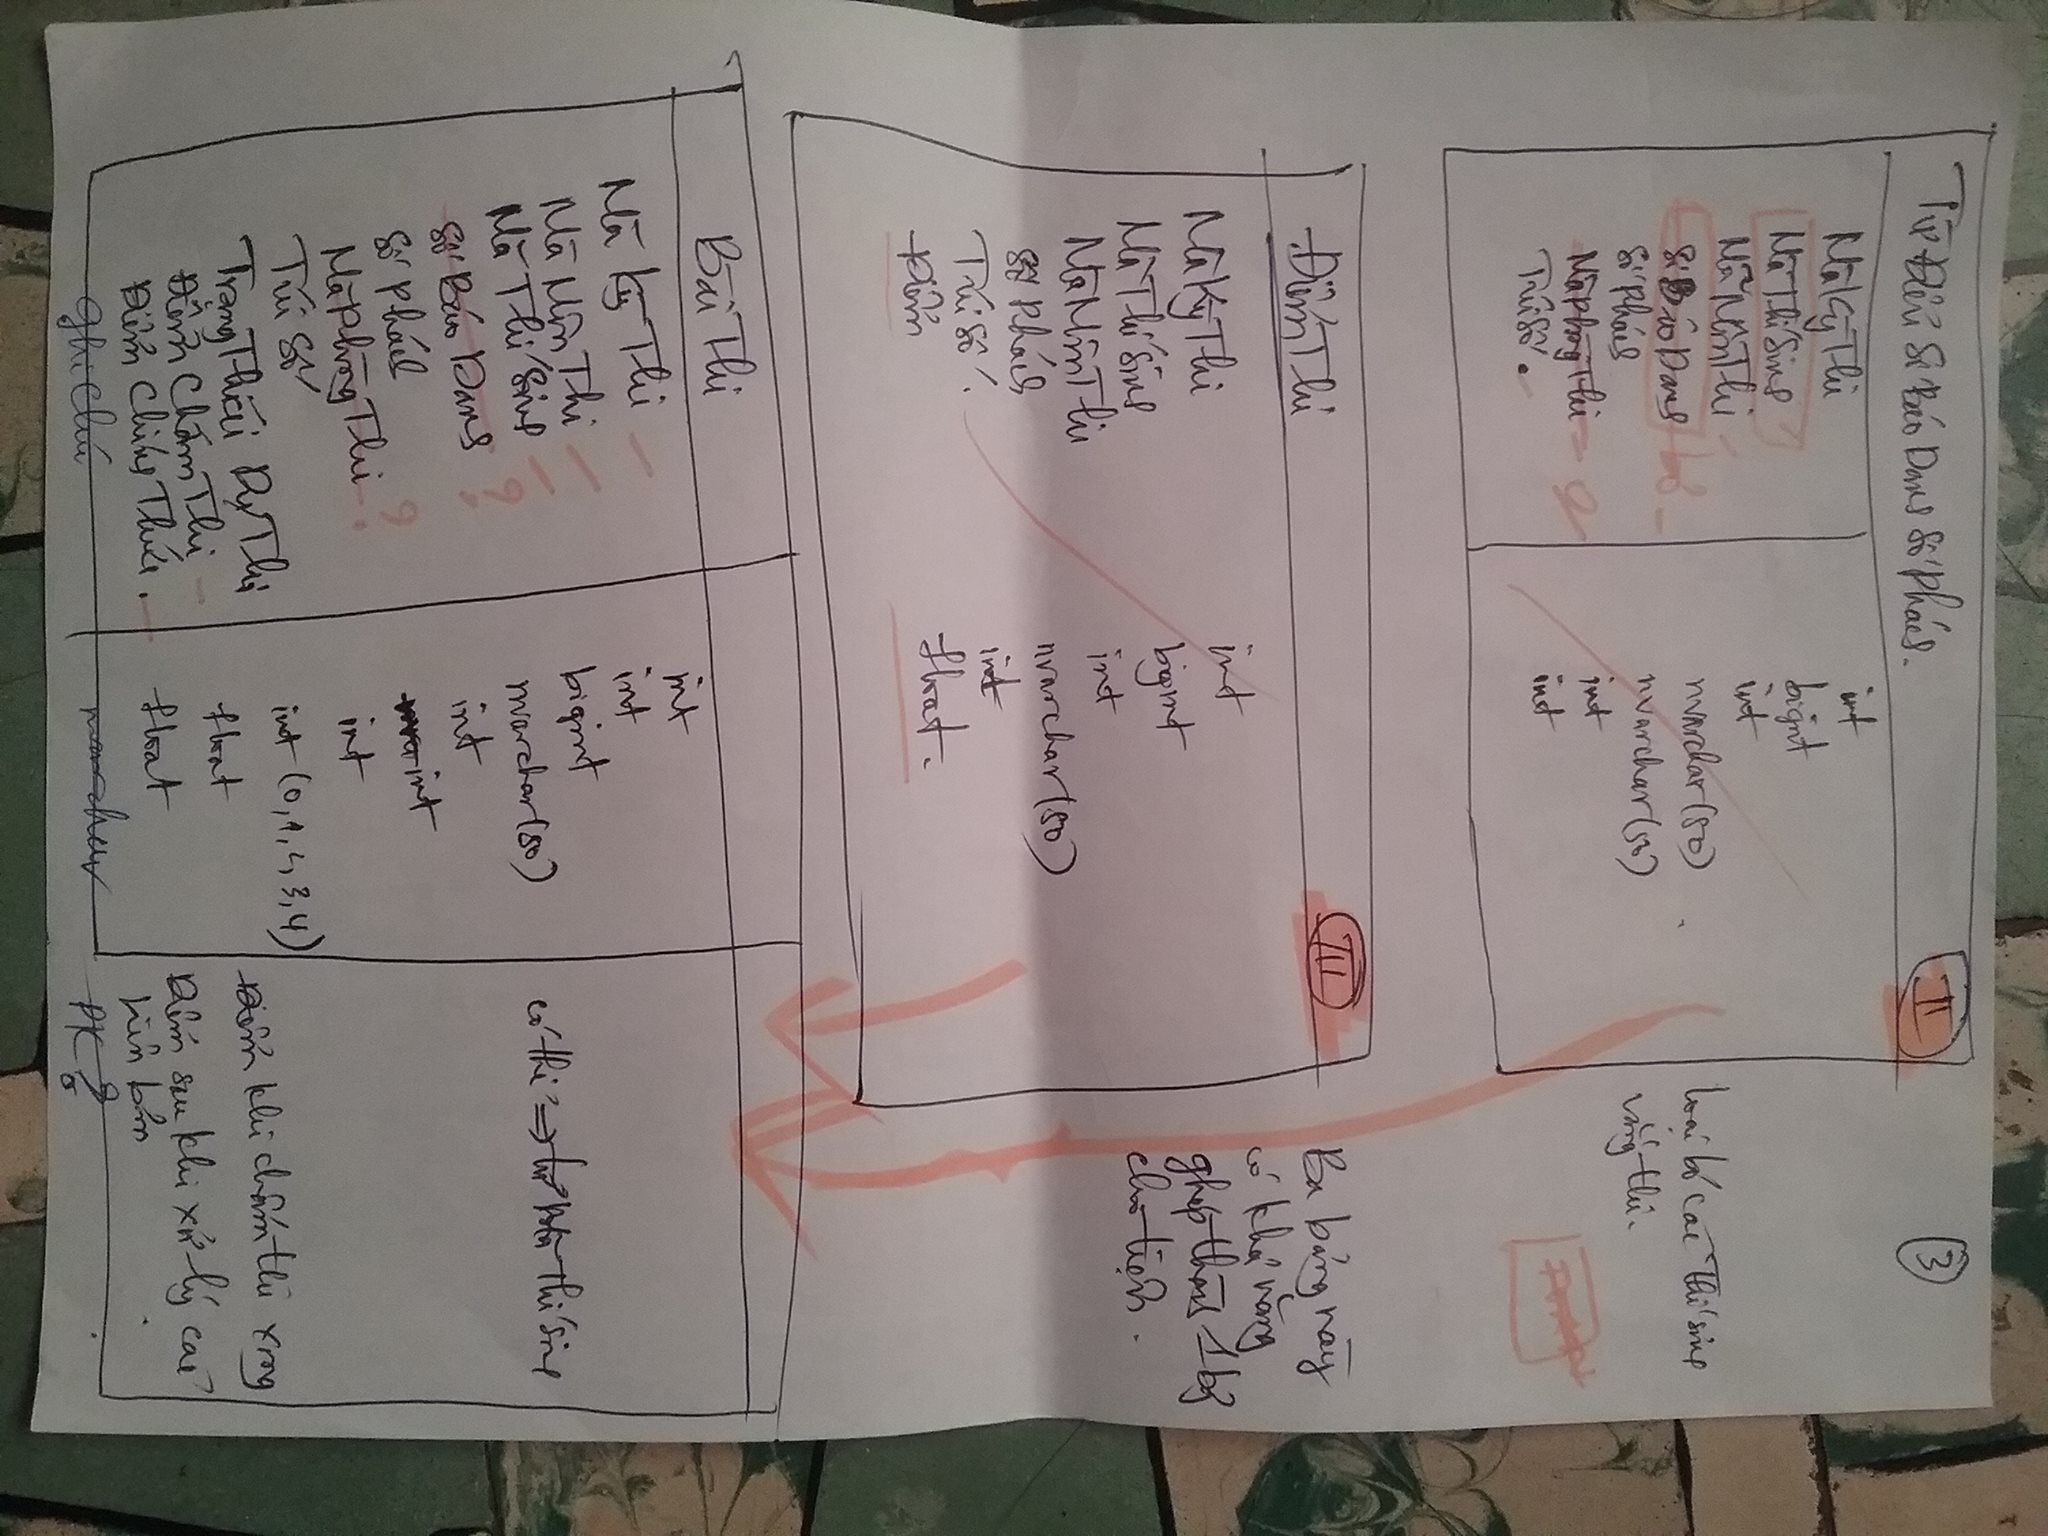 ③
Từ Điển Số Báo Danh Số Phách.
II
Mã Kỳ Thi int
Mã Thí Sinh bigint
Mã Môn Thi int
Số Báo Danh nvarchar(50)
Số Phách nvarchar(50)
Mã Phòng Thi int
Túi Số int
Loại bỏ các Thí sinh
vắng thi.
Điểm Thi
III
Mã Kỳ Thi int
Mã Thí Sinh bigint
Mã Môn Thi int
Số Phách nvarchar(50)
Túi Số int
Điểm float
Ba bảng này
có khả năng
ghép thành 1 bảng
cho tiện.
Bài Thi
Mã Kỳ Thi int
Mã Môn Thi int
Mã Thí Sinh bigint
Số Báo Danh nvarchar(50)
Số Phách int
Mã Phòng Thi int
Túi Số int
Trạng Thái Dự Thi int (0,1,2,3,4)
Điểm Chấm Thi float
Điểm Chính Thức float
ghi chú
có thi => Mã Thí Sinh
Điểm khi chấm thi xong
Điểm sau khi xử lý các
biên bản